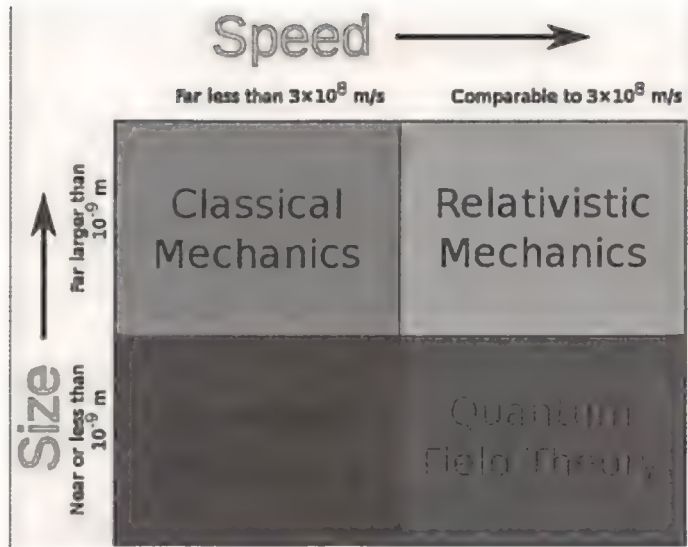 Speed
Far less than 3×10⁸ m/s
Comparable to 3×10⁸ m/s
Far larger than
10⁻⁹ m
Classical
Mechanics
Relativistic
Mechanics
Size
Near or less than
10⁻⁹ m
Quantum
Field Theory